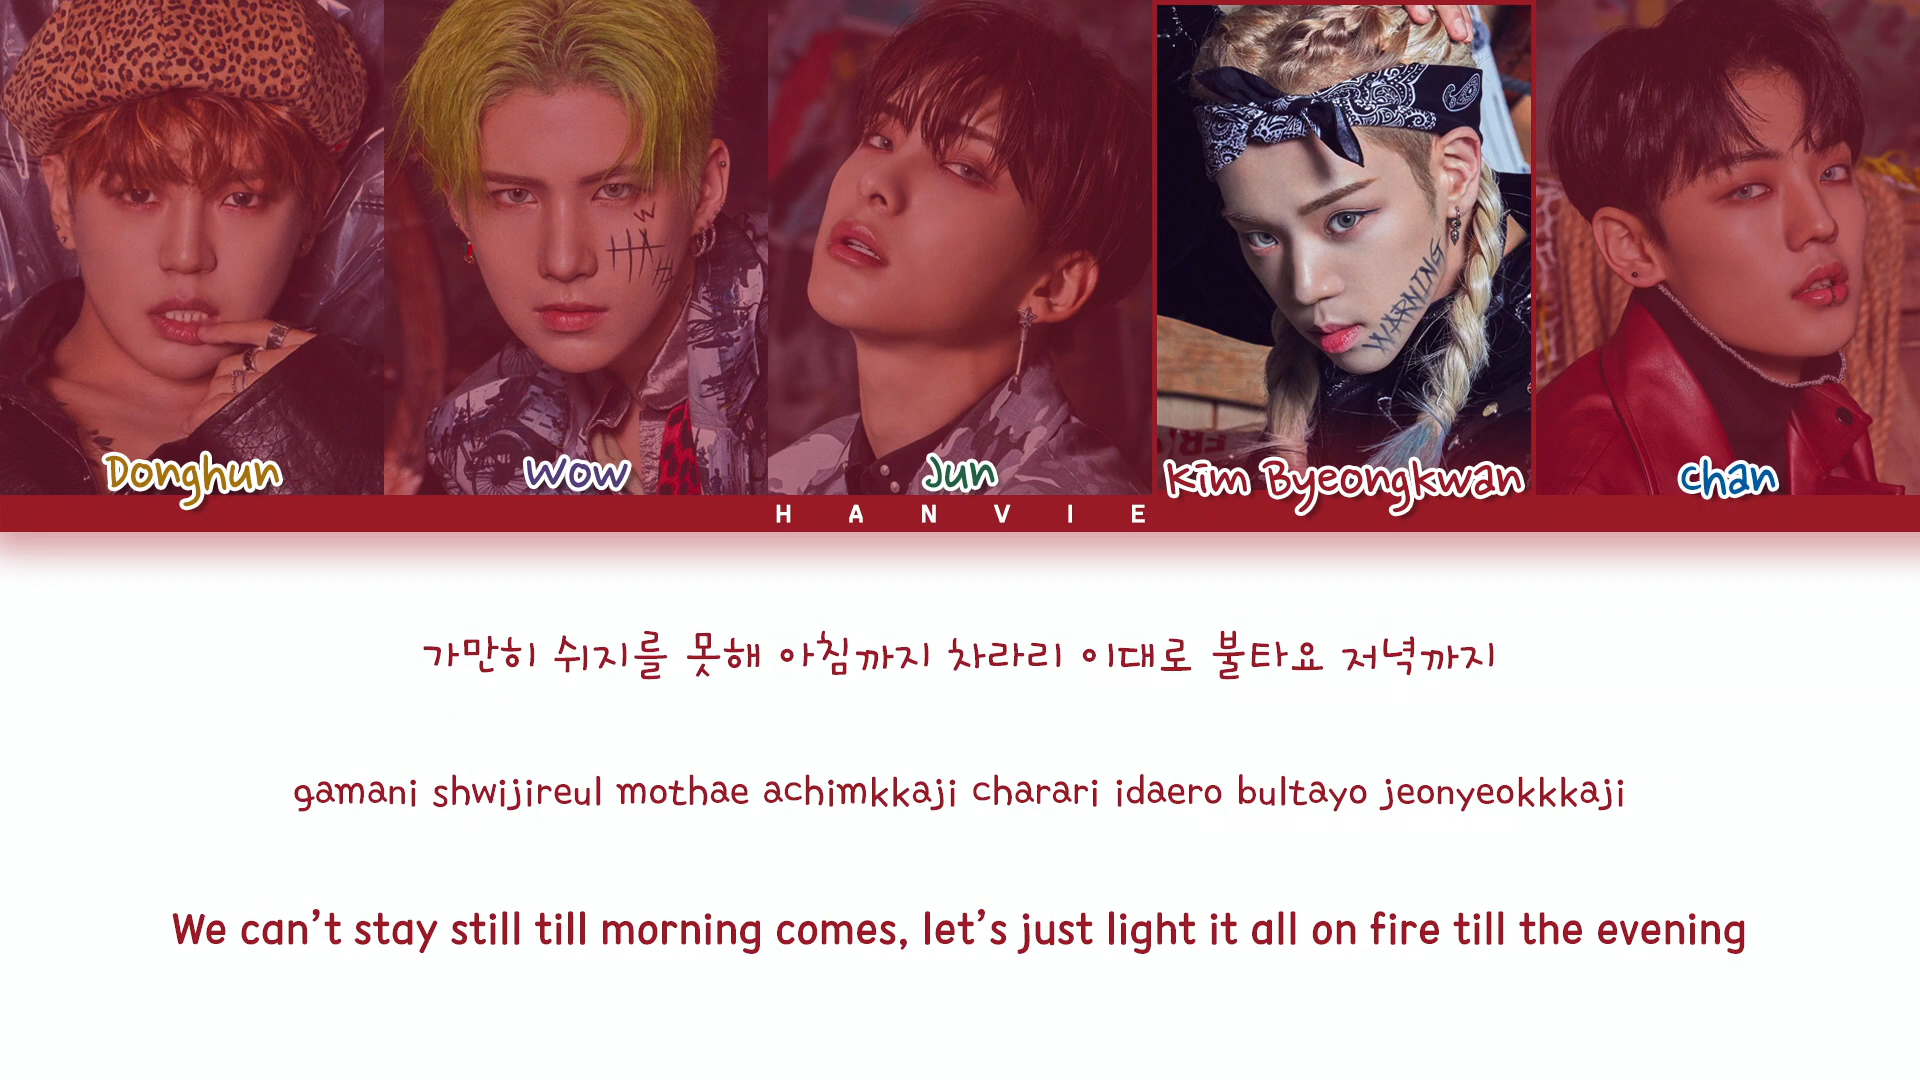 WARNING
Donghun
Wow
Jun
Kim Byeongkwan
chan
HANVIE
가만히 쉬지를 못해 아침까지 차라리 이대로 불타요 저녁까지
gamani shwijireul mothae achimkkaji charari idaero bultayo jeonyeokkkaji
We can't stay still till morning comes, let's just light it all on fire till the evening